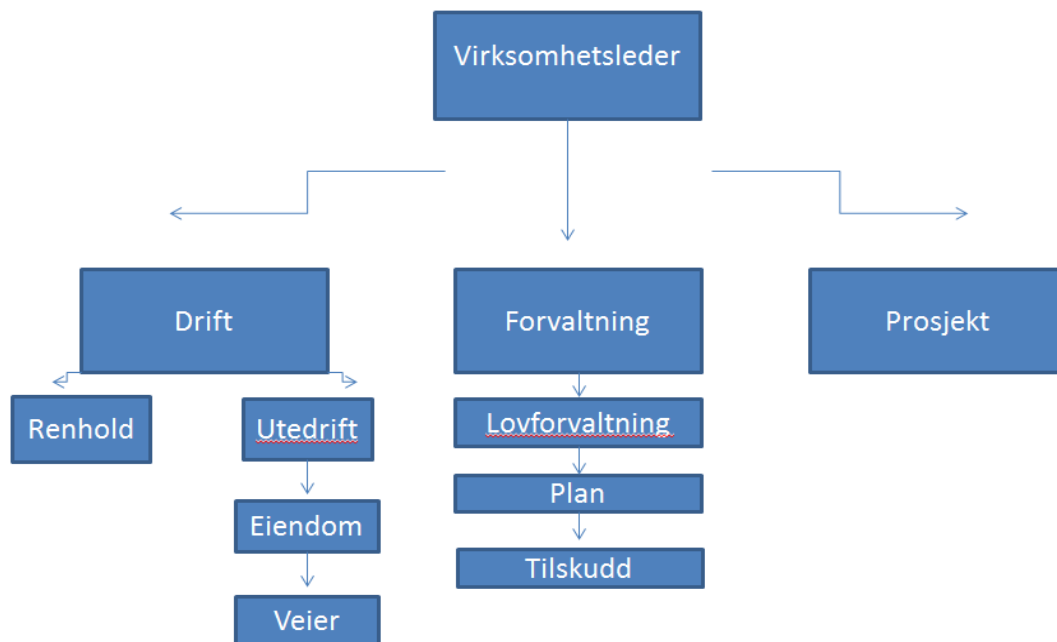 Virksomhetsleder
Drift
Forvaltning
Prosjekt
Renhold
Utedrift
Lovforvaltning
Plan
Eiendom
Tilskudd
Veier